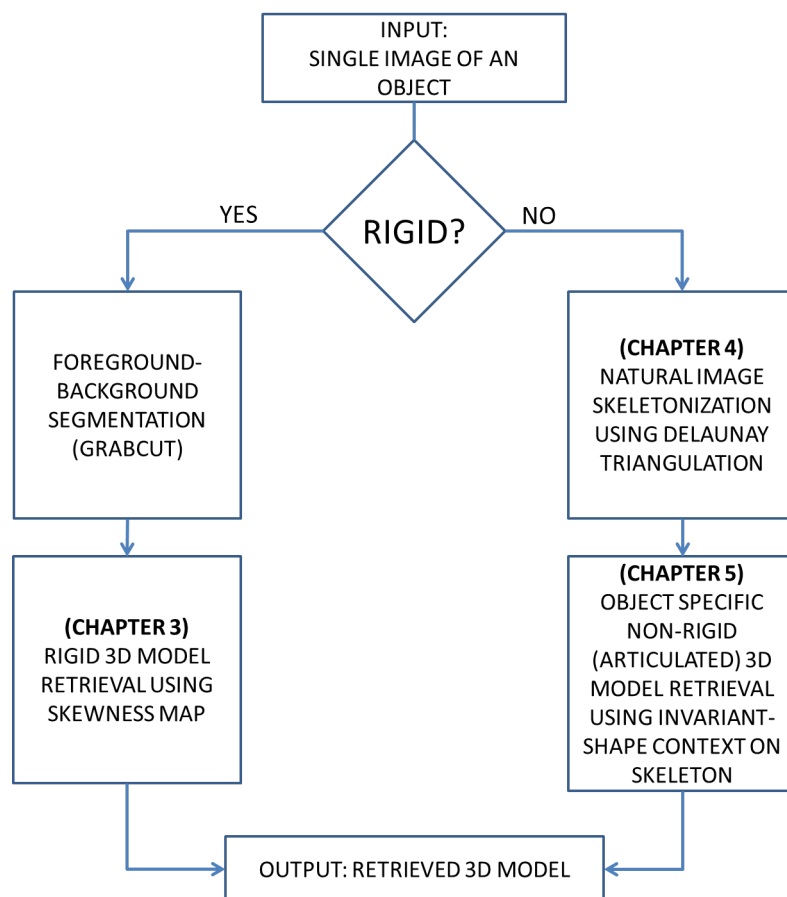 INPUT:
SINGLE IMAGE OF AN
OBJECT
YES
RIGID?
NO
FOREGROUND-
BACKGROUND
SEGMENTATION
(GRABCUT)
(CHAPTER 4)
NATURAL IMAGE
SKELETONIZATION
USING DELAUNAY
TRIANGULATION
(CHAPTER 3)
RIGID 3D MODEL
RETRIEVAL USING
SKEWNESS MAP
(CHAPTER 5)
OBJECT SPECIFIC
NON-RIGID
(ARTICULATED) 3D
MODEL RETRIEVAL
USING INVARIANT-
SHAPE CONTEXT ON
SKELETON
OUTPUT: RETRIEVED 3D MODEL